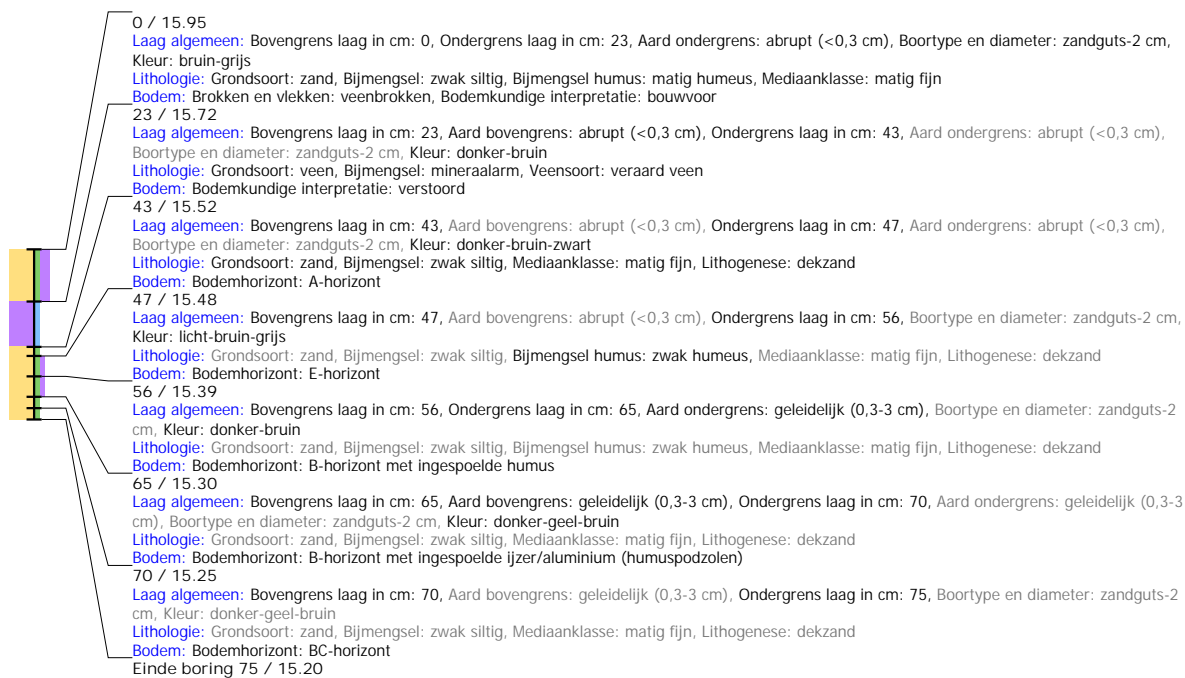 0 / 15.95
Laag algemeen: Bovengrens laag in cm: 0, Ondergrens laag in cm: 23, Aard ondergrens: abrupt (<0,3 cm), Boortype en diameter: zandguts-2 cm,
Kleur: bruin-grijs
Lithologie: Grondsoort: zand, Bijmengsel: zwak siltig, Bijmengsel humus: matig humeus, Mediaanklasse: matig fijn
Bodem: Brokken en vlekken: veenbrokken, Bodemkundige interpretatie: bouwvoor
23 / 15.72
Laag algemeen: Bovengrens laag in cm: 23, Aard bovengrens: abrupt (<0,3 cm), Ondergrens laag in cm: 43, Aard ondergrens: abrupt (<0,3 cm),
Boortype en diameter: zandguts-2 cm, Kleur: donker-bruin
Lithologie: Grondsoort: veen, Bijmengsel: mineraalarm, Veensoort: veraard veen
Bodem: Bodemkundige interpretatie: verstoord
43 / 15.52
Laag algemeen: Bovengrens laag in cm: 43, Aard bovengrens: abrupt (<0,3 cm), Ondergrens laag in cm: 47, Aard ondergrens: abrupt (<0,3 cm),
Boortype en diameter: zandguts-2 cm, Kleur: donker-bruin-zwart
Lithologie: Grondsoort: zand, Bijmengsel: zwak siltig, Mediaanklasse: matig fijn, Lithogenese: dekzand
Bodem: Bodemhorizont: A-horizont
47 / 15.48
Laag algemeen: Bovengrens laag in cm: 47, Aard bovengrens: abrupt (<0,3 cm), Ondergrens laag in cm: 56, Boortype en diameter: zandguts-2 cm,
Kleur: licht-bruin-grijs
Lithologie: Grondsoort: zand, Bijmengsel: zwak siltig, Bijmengsel humus: zwak humeus, Mediaanklasse: matig fijn, Lithogenese: dekzand
Bodem: Bodemhorizont: E-horizont
56 / 15.39
Laag algemeen: Bovengrens laag in cm: 56, Ondergrens laag in cm: 65, Aard ondergrens: geleidelijk (0,3-3 cm), Boortype en diameter: zandguts-2
cm, Kleur: donker-bruin
Lithologie: Grondsoort: zand, Bijmengsel: zwak siltig, Bijmengsel humus: zwak humeus, Mediaanklasse: matig fijn, Lithogenese: dekzand
Bodem: Bodemhorizont: B-horizont met ingespoelde humus
65 / 15.30
Laag algemeen: Bovengrens laag in cm: 65, Aard bovengrens: geleidelijk (0,3-3 cm), Ondergrens laag in cm: 70, Aard ondergrens: geleidelijk (0,3-3
cm), Boortype en diameter: zandguts-2 cm, Kleur: donker-geel-bruin
Lithologie: Grondsoort: zand, Bijmengsel: zwak siltig, Mediaanklasse: matig fijn, Lithogenese: dekzand
Bodem: Bodemhorizont: B-horizont met ingespoelde ijzer/aluminium (humuspodzolen)
70 / 15.25
Laag algemeen: Bovengrens laag in cm: 70, Aard bovengrens: geleidelijk (0,3-3 cm), Ondergrens laag in cm: 75, Boortype en diameter: zandguts-2
cm, Kleur: donker-geel-bruin
Lithologie: Grondsoort: zand, Bijmengsel: zwak siltig, Mediaanklasse: matig fijn, Lithogenese: dekzand
Bodem: Bodemhorizont: BC-horizont
Einde boring 75 / 15.20